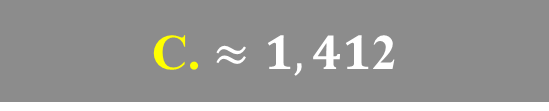 C. ≈ 1, 412